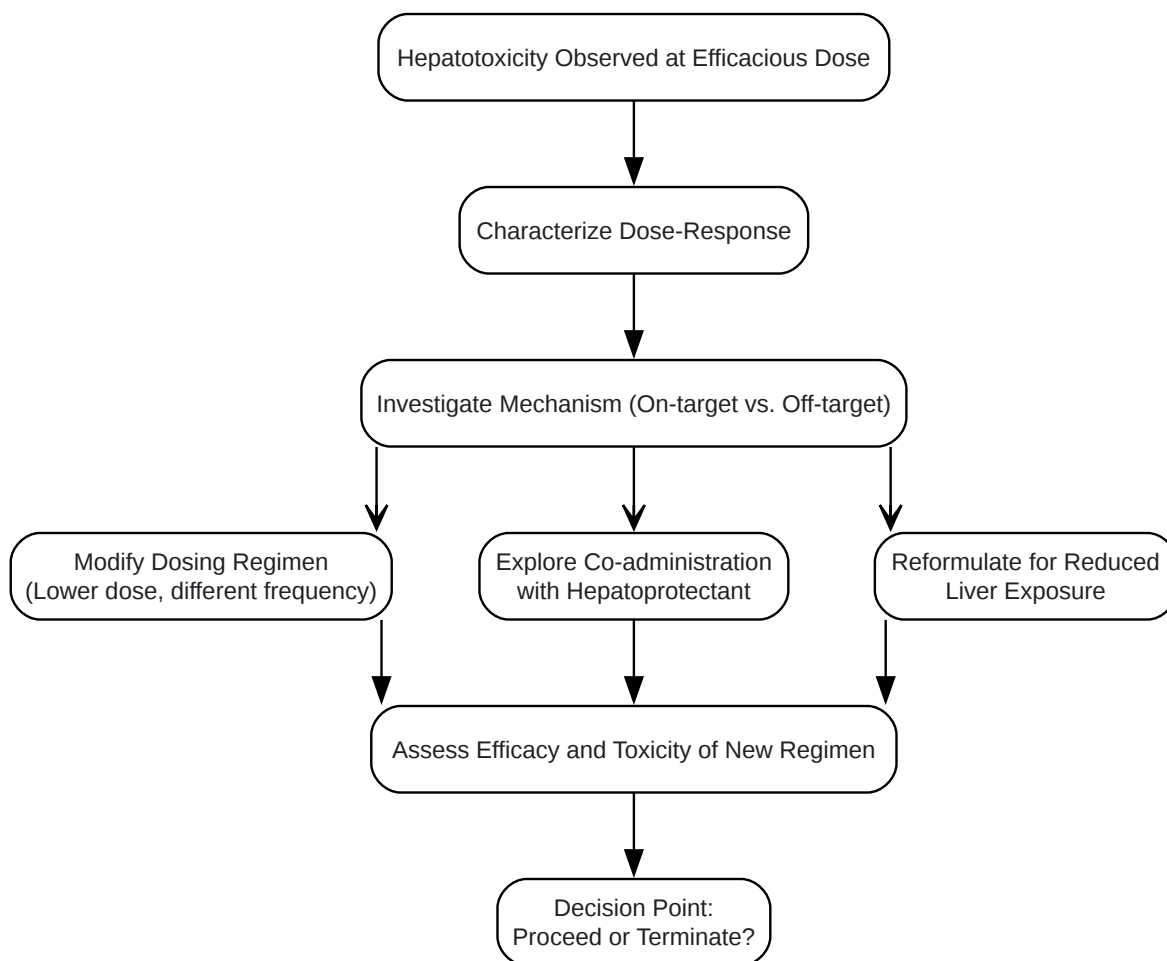 Hepatotoxicity Observed at Efficacious Dose
Characterize Dose-Response
Investigate Mechanism (On-target vs. Off-target)
Modify Dosing Regimen
(Lower dose, different frequency)
Explore Co-administration
with Hepatoprotectant
Reformulate for Reduced
Liver Exposure
Assess Efficacy and Toxicity of New Regimen
Decision Point:
Proceed or Terminate?